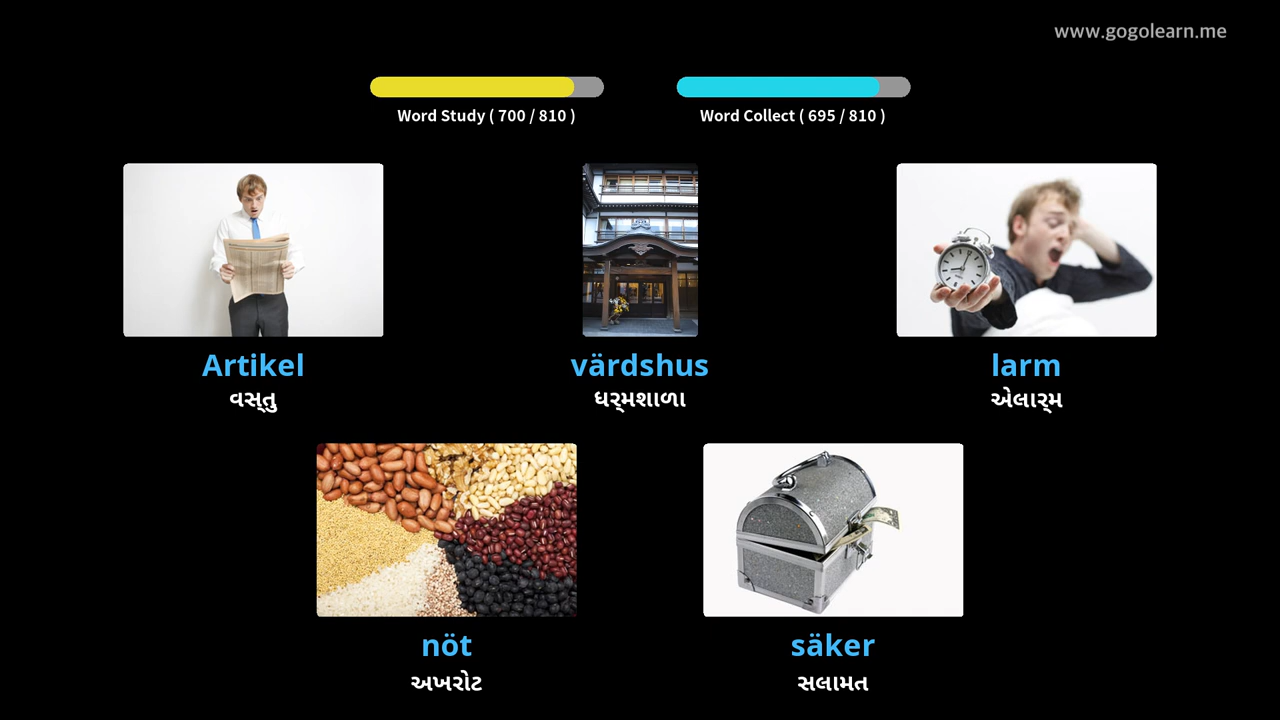 www.gogolearn.me
Word Study ( 700 / 810 )
Word Collect ( 695 / 810 )
Artikel
વસ્તુ
värdshus
ધર્મશાળા
larm
એલાર્મ
nöt
અખરોટ
säker
સલામત